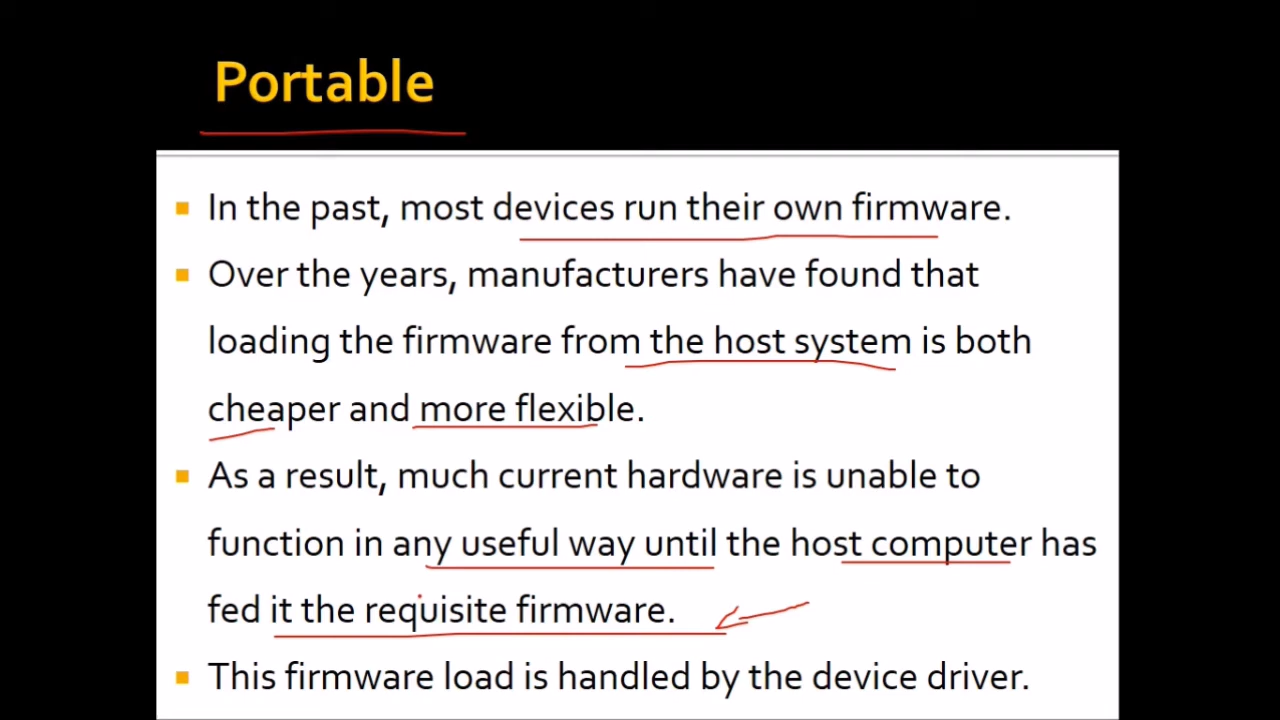 Portable
In the past, most devices run their own firmware.
Over the years, manufacturers have found that
loading the firmware from the host system is both
cheaper and more flexible.
As a result, much current hardware is unable to
function in any useful way until the host computer has
fed it the requisite firmware.
This firmware load is handled by the device driver.